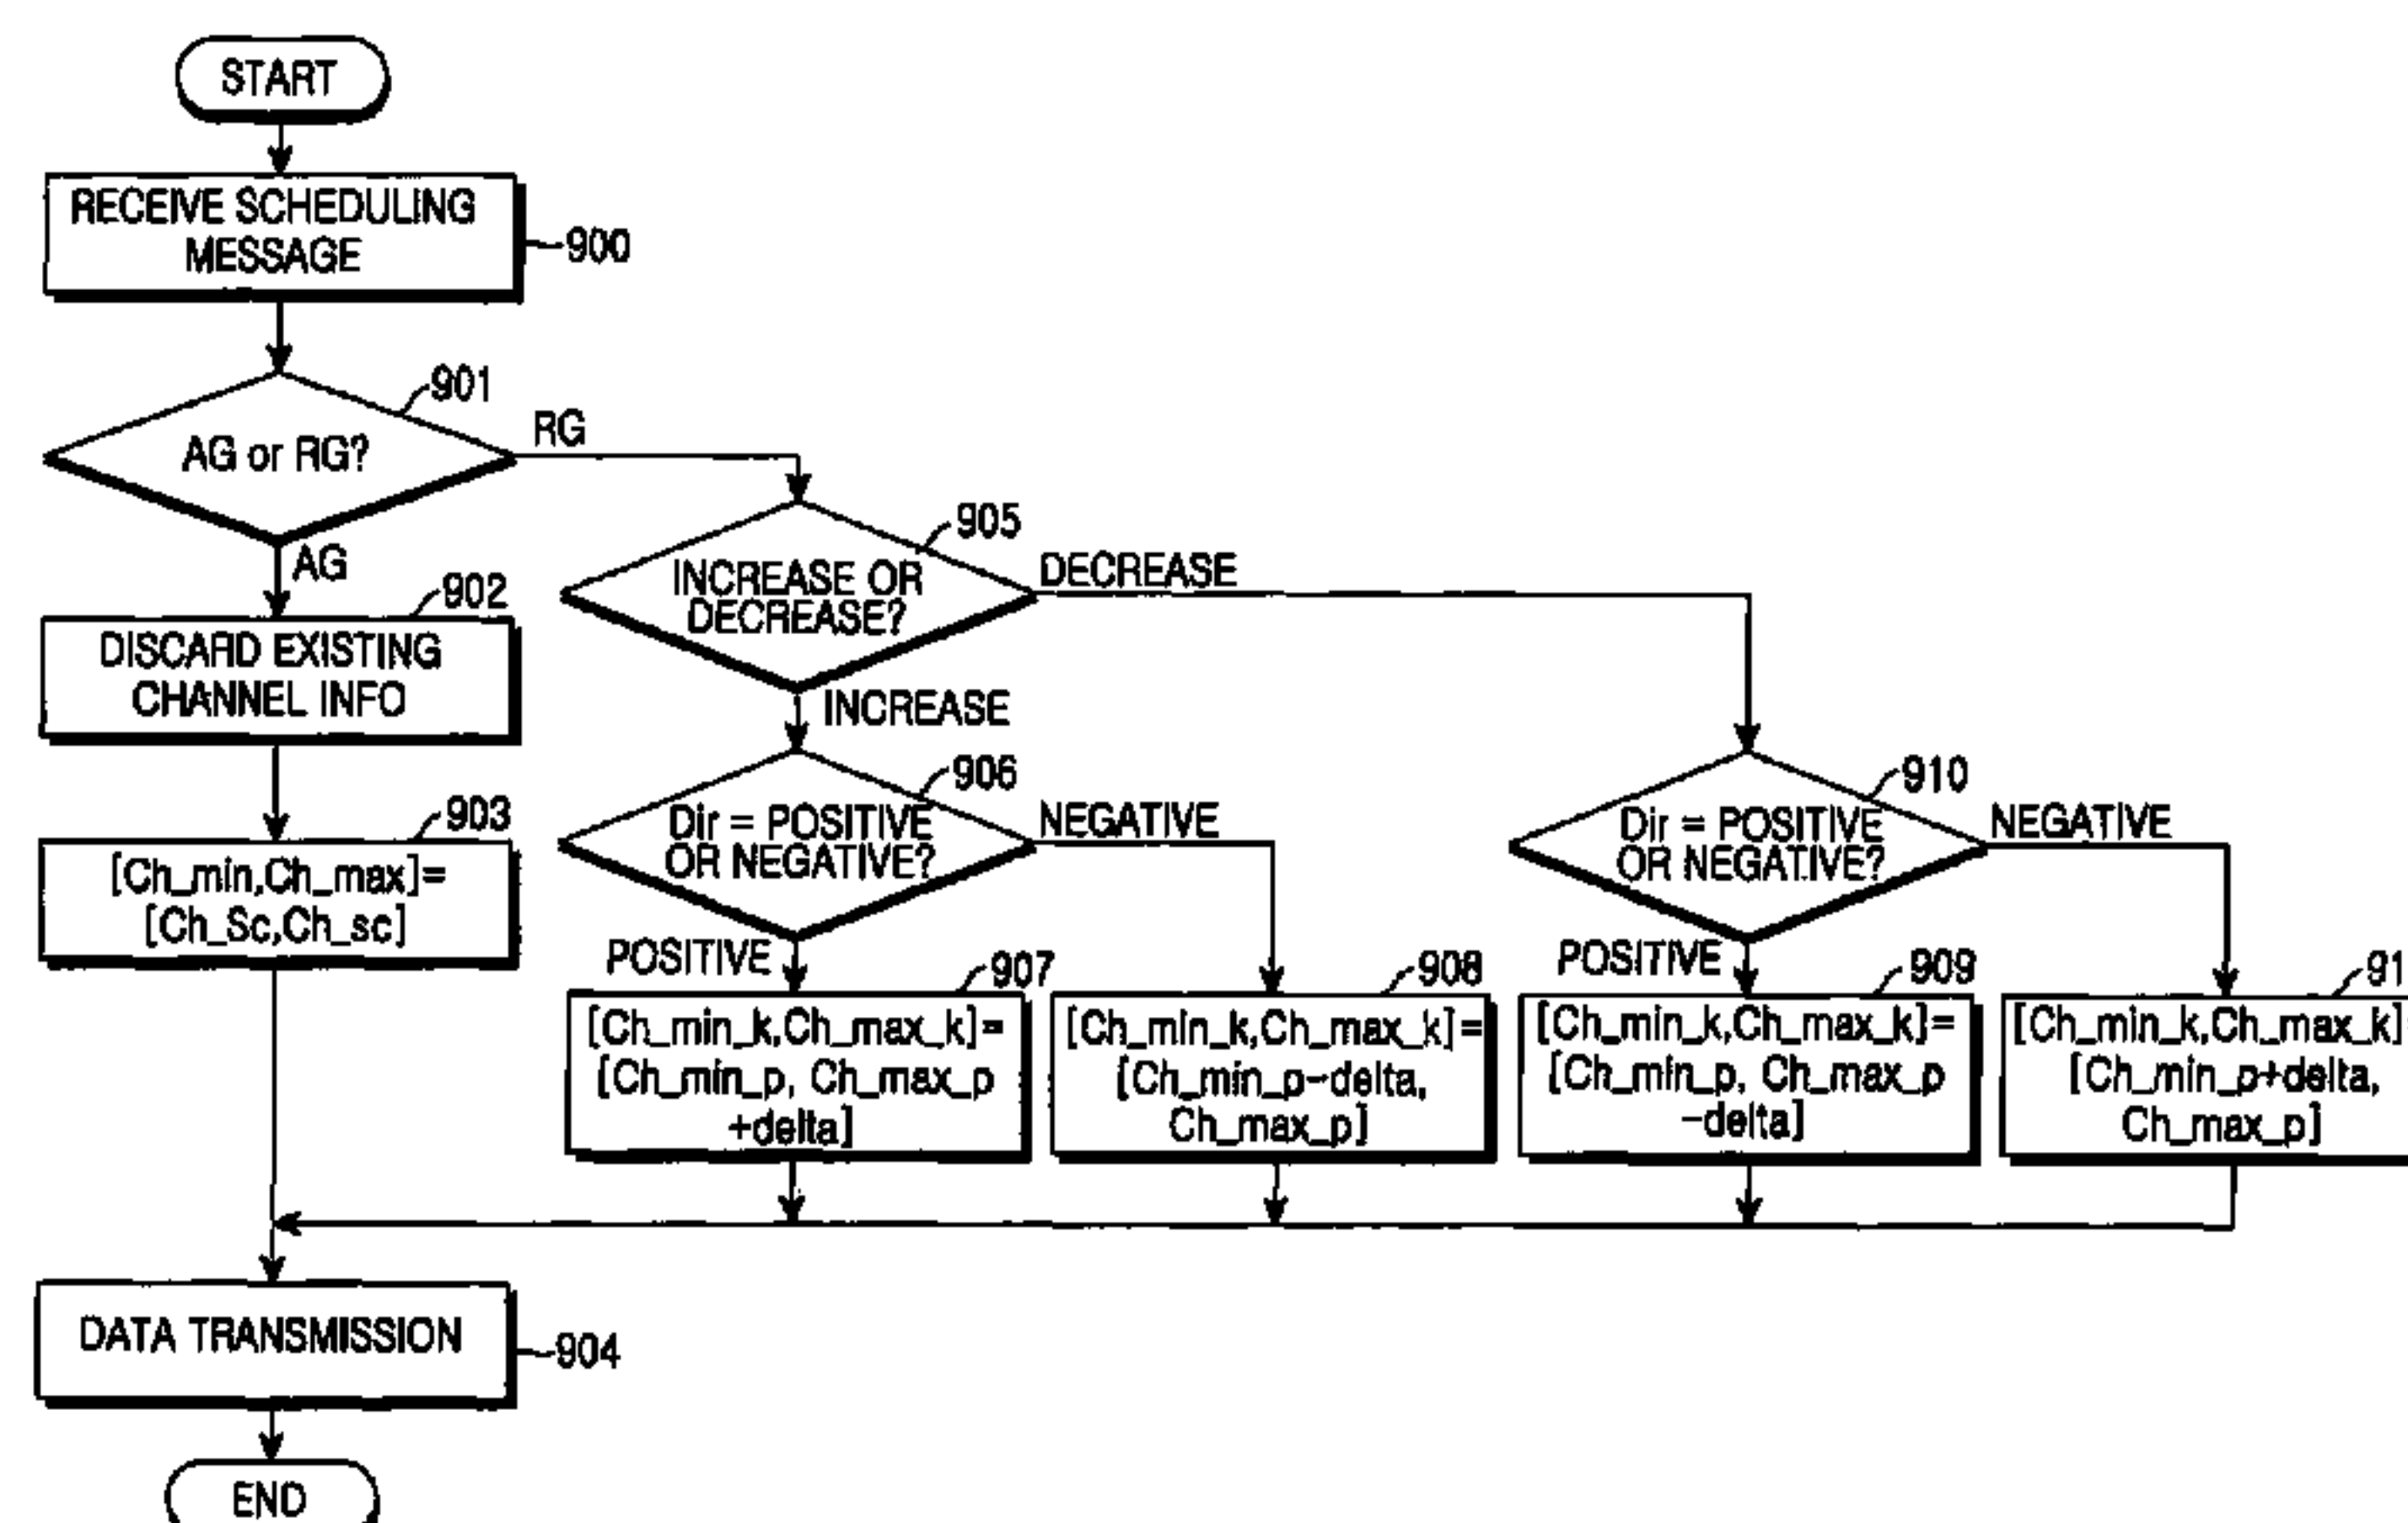 START
RECEIVE SCHEDULING
MESSAGE
900
901
AG or RG?
RG
AG
902
DISCARD EXISTING
CHANNEL INFO
903
[Ch_min,Ch_max]=
[Ch_Sc,Ch_sc]
905
INCREASE OR
DECREASE?
DECREASE
INCREASE
906
Dir = POSITIVE
OR NEGATIVE?
NEGATIVE
POSITIVE
907
[Ch_min_k,Ch_max_k]=
[Ch_min_p, Ch_max_p
+delta]
908
[Ch_min_k,Ch_max_k]=
[Ch_min_p-delta,
Ch_max_p]
910
Dir = POSITIVE
OR NEGATIVE?
NEGATIVE
POSITIVE
909
[Ch_min_k,Ch_max_k]=
[Ch_min_p, Ch_max_p
-delta]
[Ch_min_k,Ch_max_k]
[Ch_min_p+delta,
Ch_max_p]
DATA TRANSMISSION
904
END